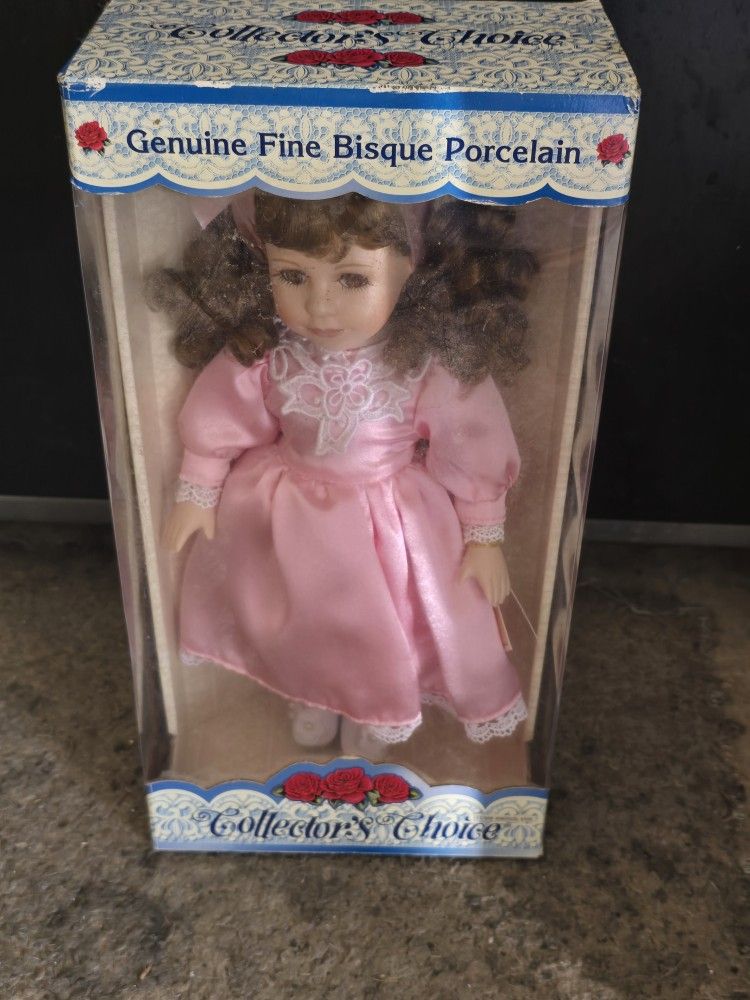 Collector's Choice
Genuine Fine Bisque Porcelain
Collector's Choice